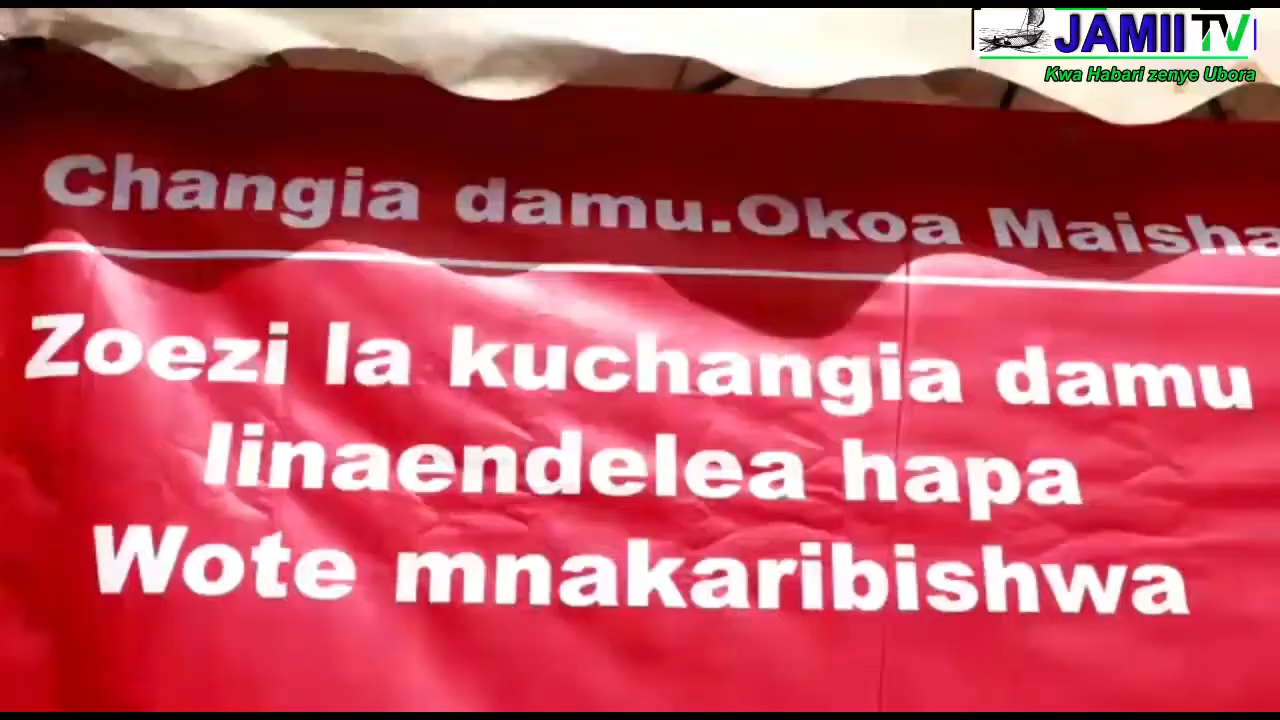 JAMII TV
Kwa Habari zenye Ubora
Changia damu.Okoa Maisha
Zoezi la kuchangia damu
linaendelea hapa
Wote mnakaribishwa